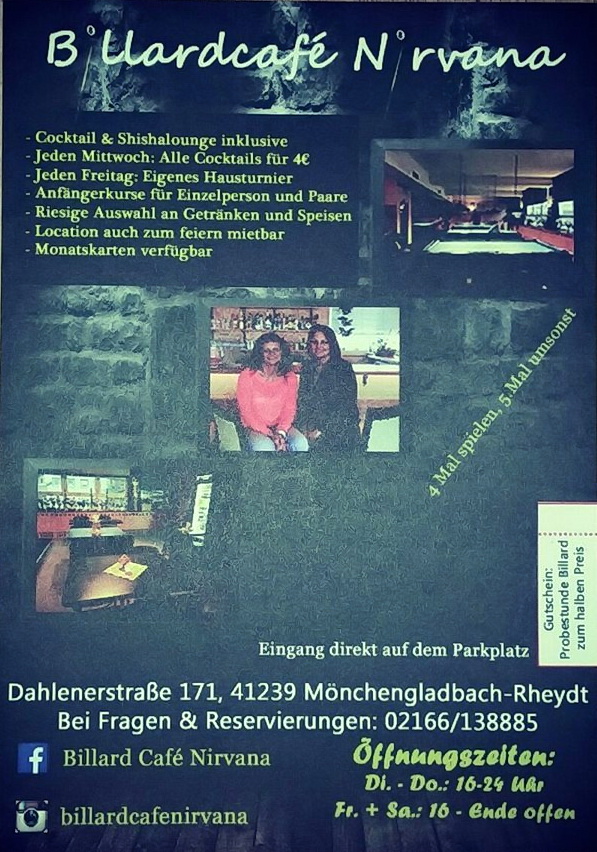 Billardcafé Nirvana
- Cocktail & Shishalounge inklusive
- Jeden Mittwoch: Alle Cocktails für 4€
- Jeden Freitag: Eigenes Hausturnier
- Anfängerkurse für Einzelperson und Paare
- Riesige Auswahl an Getränken und Speisen
- Location auch zum feiern mietbar
- Monatskarten verfügbar
4 Mal spielen, 5.Mal umsonst
Gutschein:
Probestunde Billard
zum halben Preis
Eingang direkt auf dem Parkplatz
Dahlenerstraße 171, 41239 Mönchengladbach-Rheydt
Bei Fragen & Reservierungen: 02166/138885
Billard Café Nirvana
billardcafenirvana
Öffnungszeiten:
Di. - Do.: 16-24 Uhr
Fr. + Sa.: 16 - Ende offen